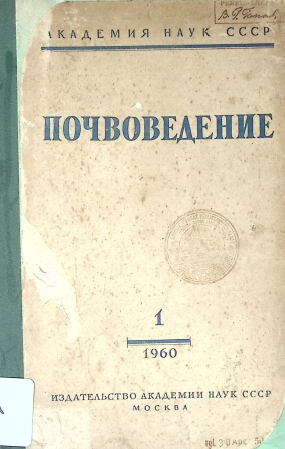 АКАДЕМИЯ НАУК СССР
ПОЧВОВЕДЕНИЕ
1
1960
ИЗДАТЕЛЬСТВО АКАДЕМИИ НАУК СССР
МОСКВА